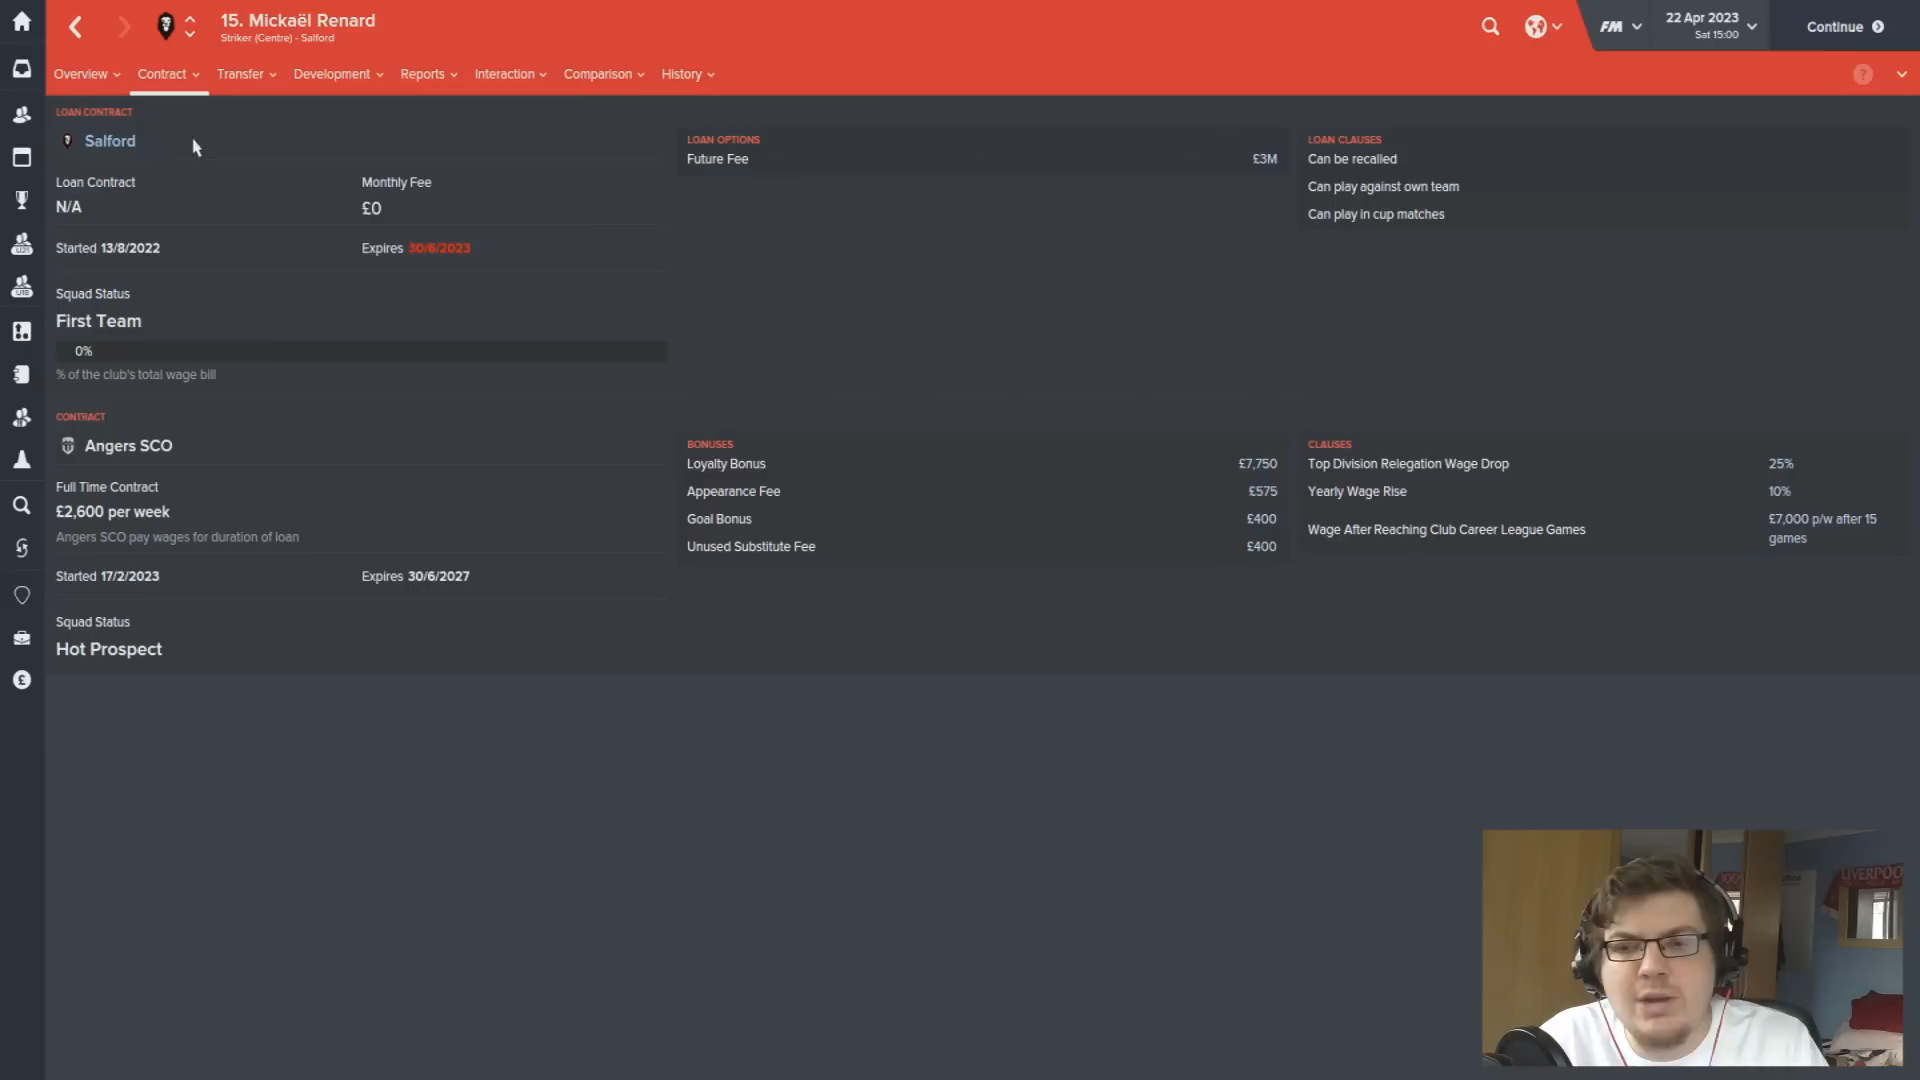 15. Mickaël Renard
Striker (Centre) - Salford
FM
22 Apr 2023
Sat 15:00
Continue
Overview
Contract
Transfer
Development
Reports
Interaction
Comparison
History
?
LOAN CONTRACT
Salford
Loan Contract
N/A
Monthly Fee
£0
Started 13/8/2022
Expires 30/6/2023
Squad Status
First Team
0%
% of the club's total wage bill
LOAN OPTIONS
Future Fee £3M
LOAN CLAUSES
Can be recalled
Can play against own team
Can play in cup matches
CONTRACT
Angers SCO
Full Time Contract
£2,600 per week
Angers SCO pay wages for duration of loan
Started 17/2/2023
Expires 30/6/2027
Squad Status
Hot Prospect
BONUSES
Loyalty Bonus £7,750
Appearance Fee £575
Goal Bonus £400
Unused Substitute Fee £400
CLAUSES
Top Division Relegation Wage Drop 25%
Yearly Wage Rise 10%
Wage After Reaching Club Career League Games £7,000 p/w after 15
games
U18
£
LIVERPOO